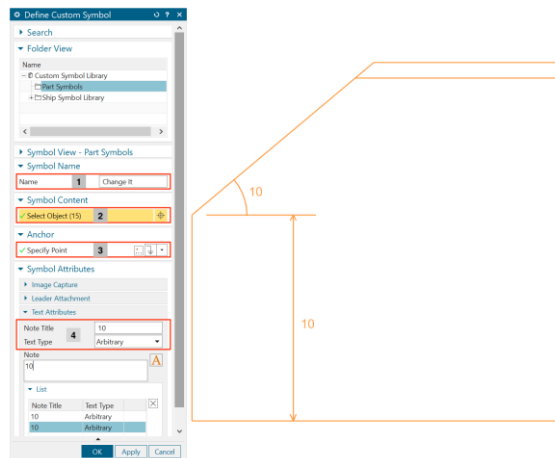 Define Custom Symbol
Search
Folder View
Name
Custom Symbol Library
Part Symbols
Ship Symbol Library
Symbol View - Part Symbols
Symbol Name
Name 1 Change It
Symbol Content
Select Object (15) 2
Anchor
Specify Point 3
Symbol Attributes
Image Capture
Leader Attachment
Text Attributes
Note Title 10
4
Text Type Arbitrary
Note
10
A
List
Note Title Text Type
10 Arbitrary
10 Arbitrary
OK Apply Cancel
10
10